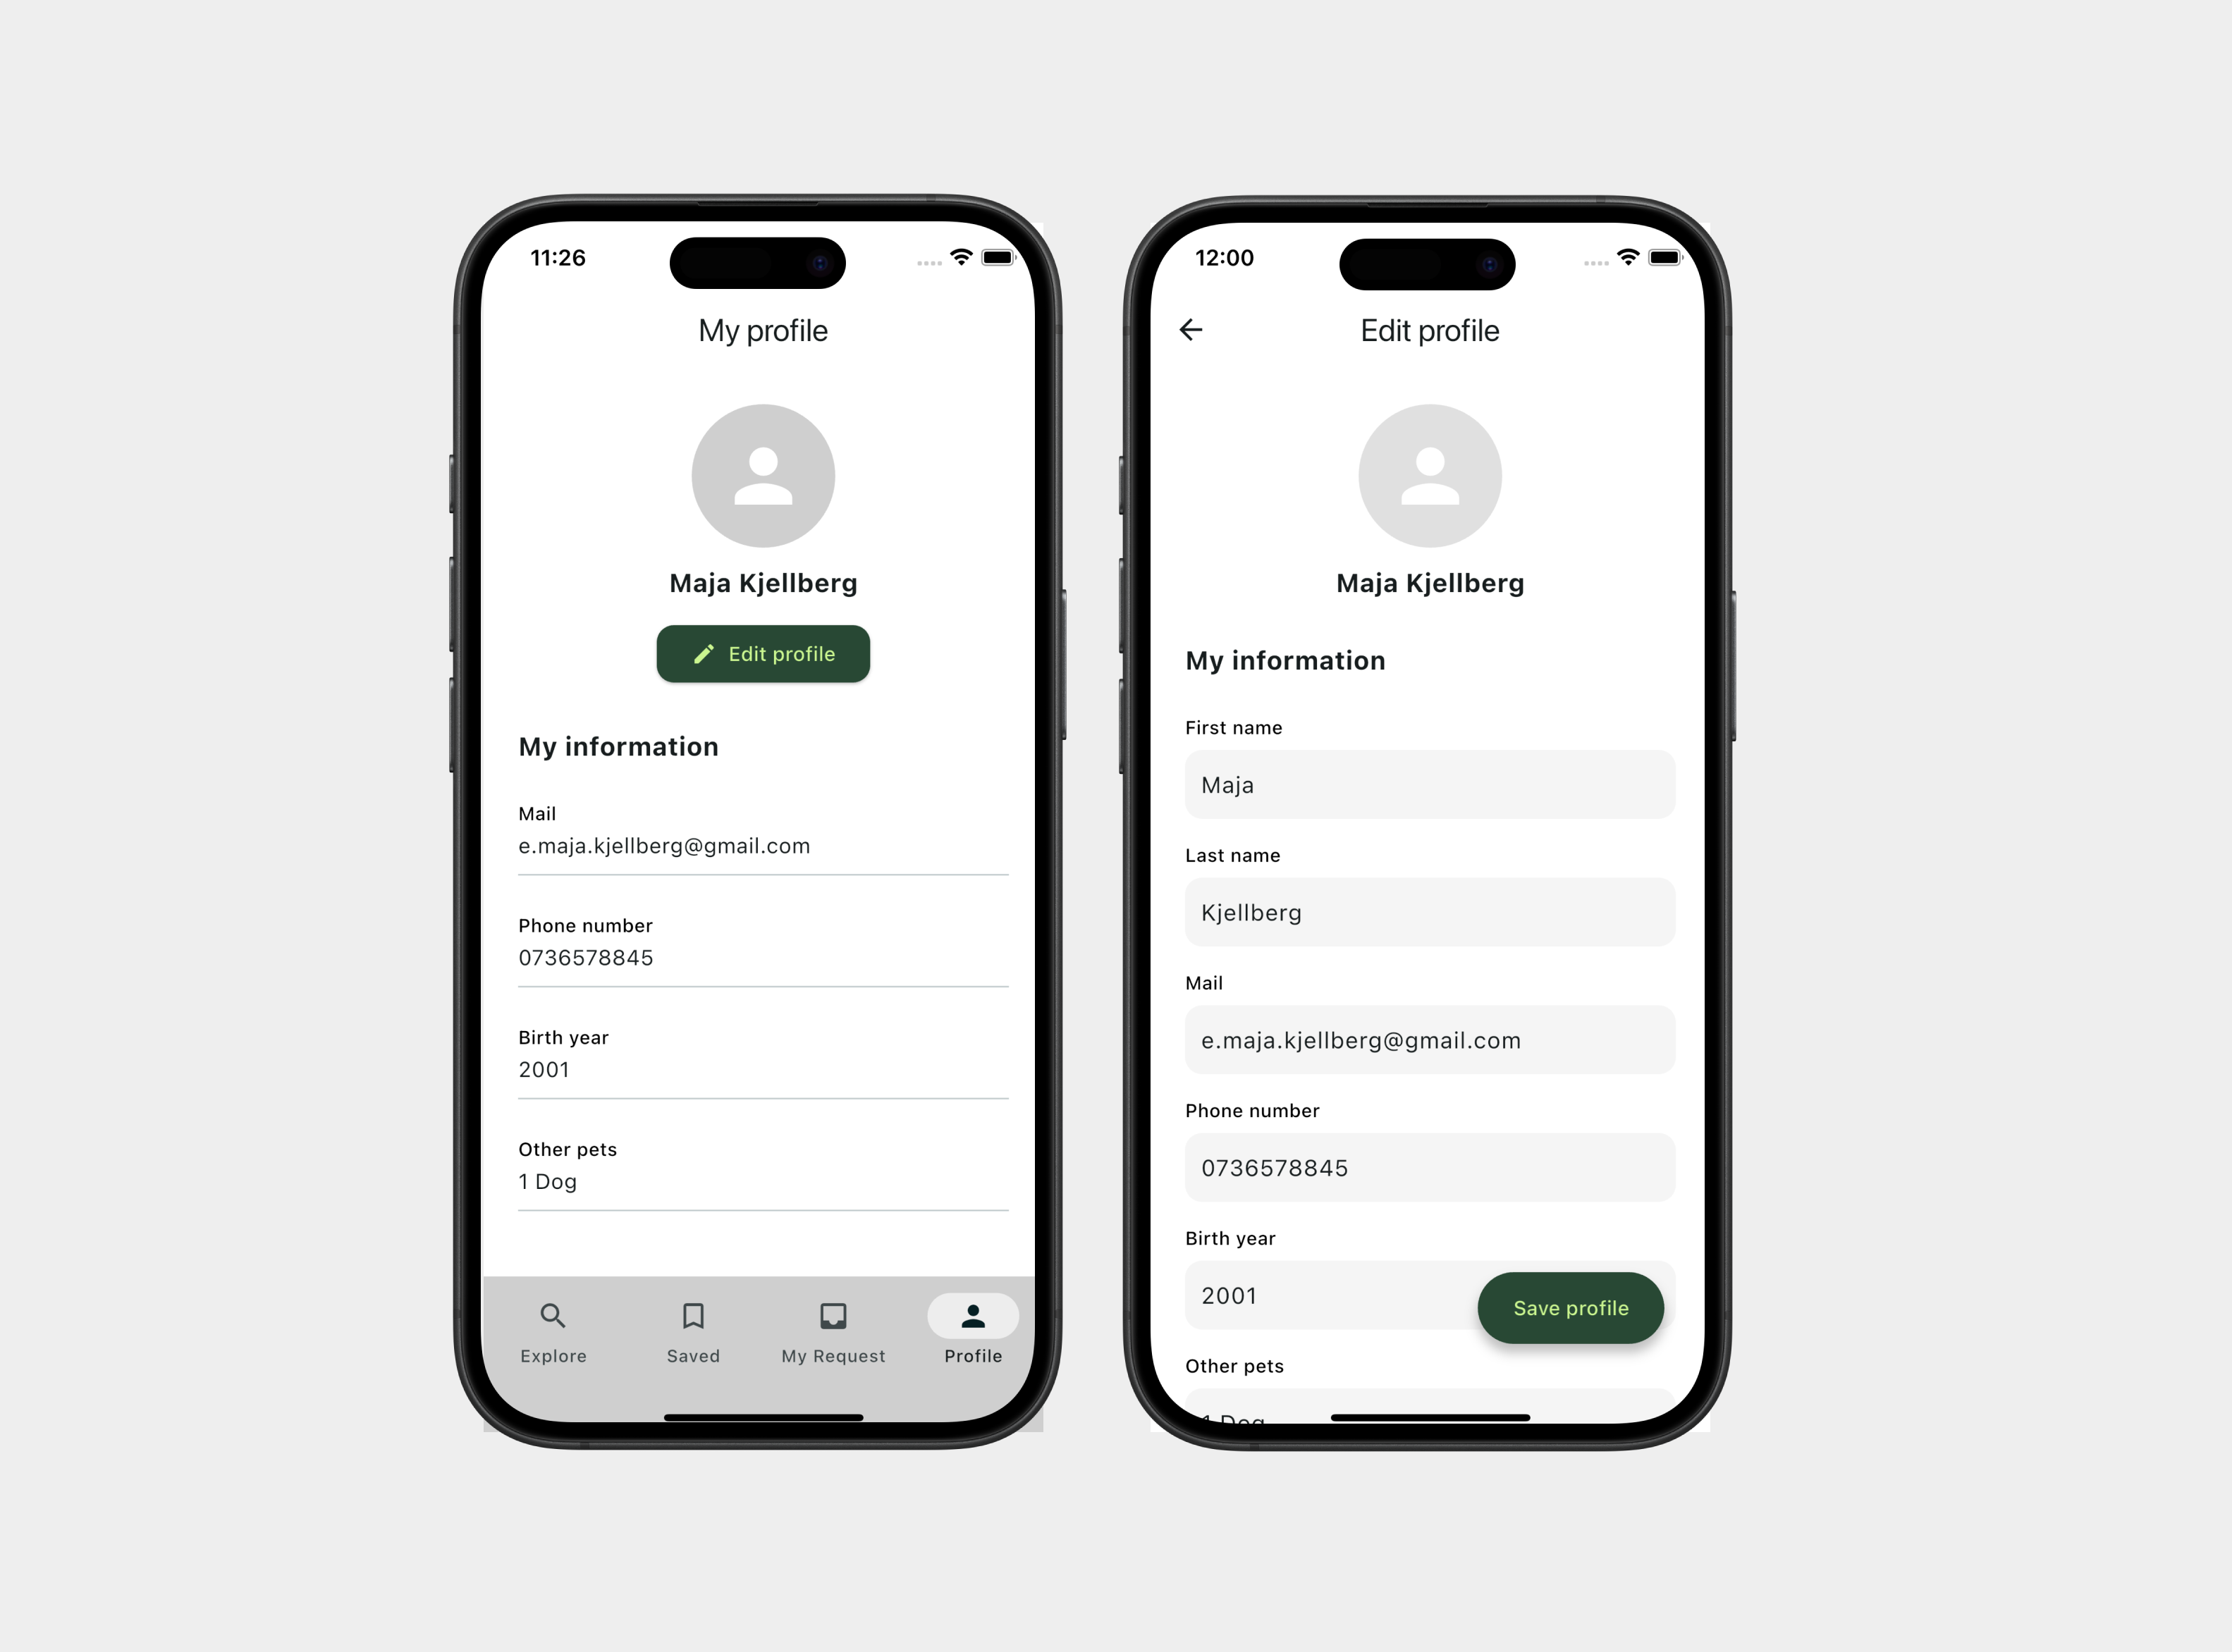 11:26
My profile
Maja Kjellberg
Edit profile
My information
Mail
e.maja.kjellberg@gmail.com
Phone number
0736578845
Birth year
2001
Other pets
1 Dog
Explore
Saved
My Request
Profile
12:00
Edit profile
Maja Kjellberg
My information
First name
Maja
Last name
Kjellberg
Mail
e.maja.kjellberg@gmail.com
Phone number
0736578845
Birth year
2001
Save profile
Other pets
1 Dog